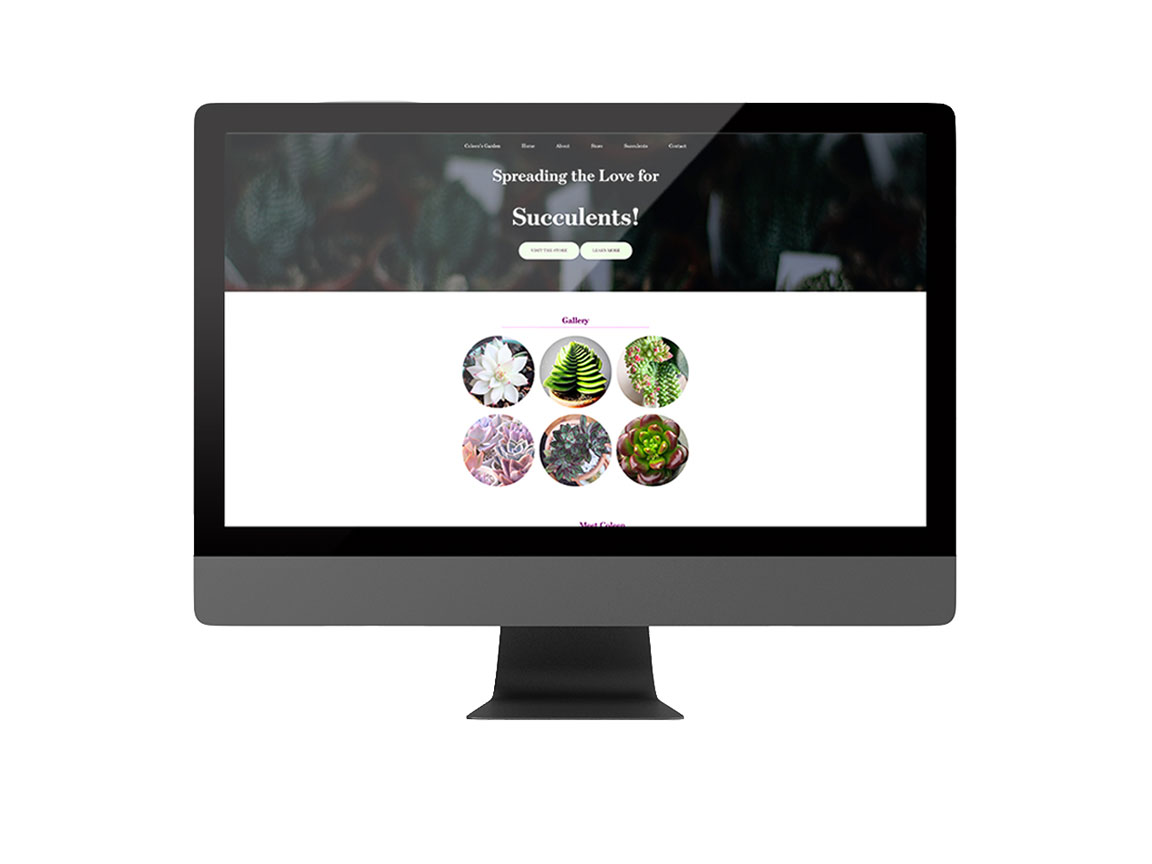 Coleen's Garden Home About Store Succulents Contact
Spreading the Love for
Succulents!
VISIT THE STORE LEARN MORE
Gallery
Meet Coleen